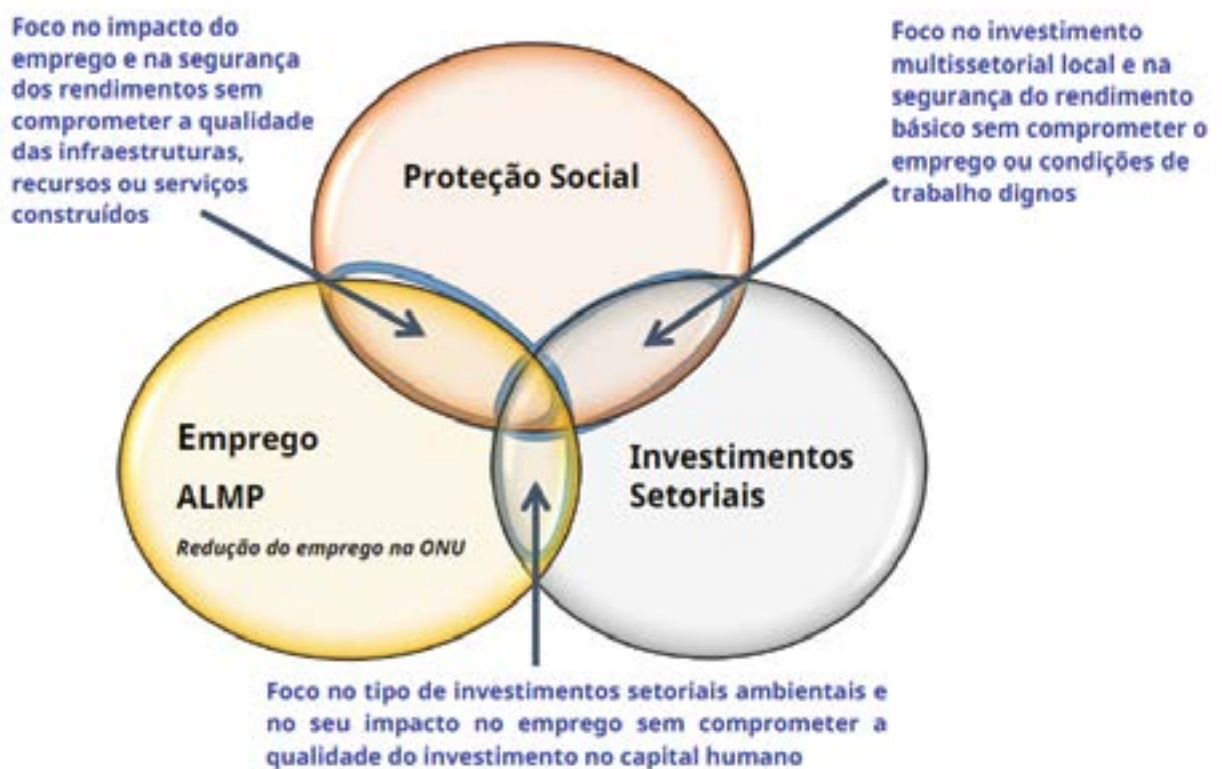 Foco no impacto do
emprego e na segurança
dos rendimentos sem
comprometer a qualidade
das infraestruturas,
recursos ou serviços
construídos
Foco no investimento
multissetorial local e na
segurança do rendimento
básico sem comprometer o
emprego ou condições de
trabalho dignos
Proteção Social
Emprego
ALMP
Redução do emprego na ONU
Investimentos
Setoriais
Foco no tipo de investimentos setoriais ambientais e
no seu impacto no emprego sem comprometer a
qualidade do investimento no capital humano